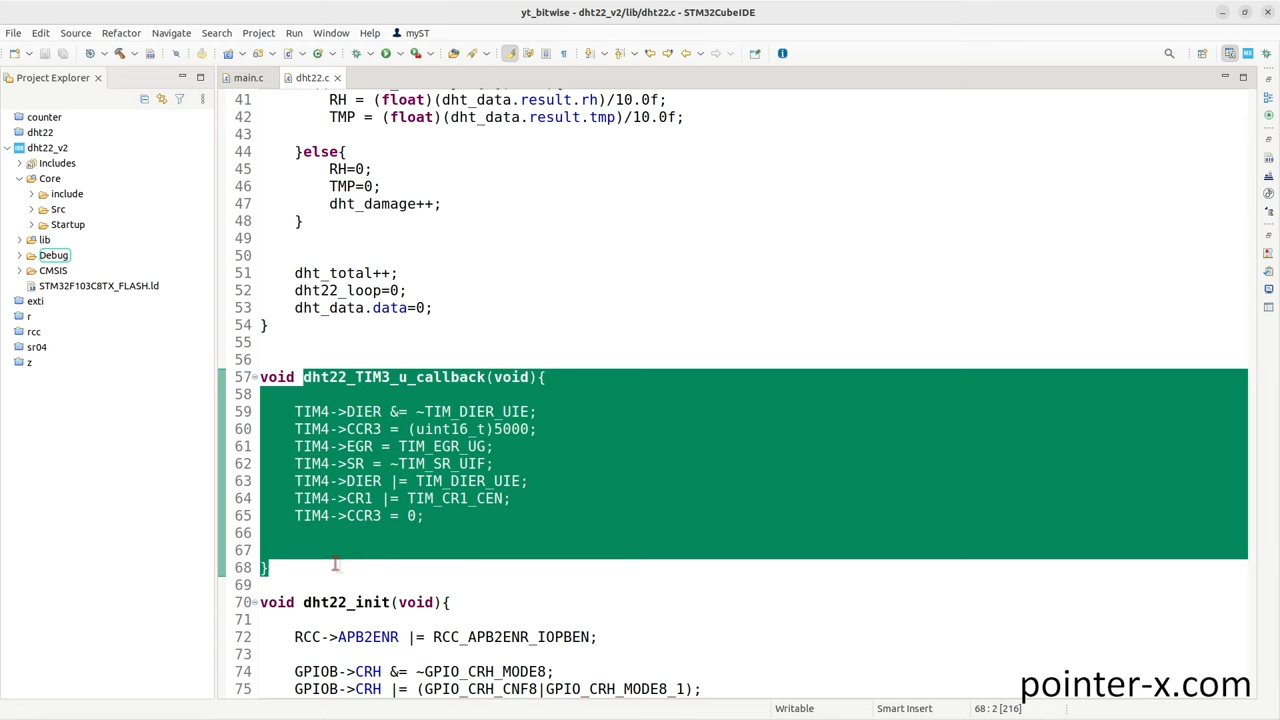 yt_bitwise - dht22_v2/lib/dht22.c - STM32CubeIDE
File Edit Source Refactor Navigate Search Project Run Window Help myST
Project Explorer
main.c
dht22.c
counter
dht22
dht22_v2
Includes
Core
include
Src
Startup
lib
Debug
CMSIS
STM32F103C8TX_FLASH.ld
exti
r
rcc
sr04
z
41 RH = (float)(dht_data.result.rh)/10.0f;
42 TMP = (float)(dht_data.result.tmp)/10.0f;
43
44 }else{
45 RH=0;
46 TMP=0;
47 dht_damage++;
48 }
49
50
51 dht_total++;
52 dht22_loop=0;
53 dht_data.data=0;
54 }
55
56
57 void dht22_TIM3_u_callback(void){
58
59 TIM4->DIER &= ~TIM_DIER_UIE;
60 TIM4->CCR3 = (uint16_t)5000;
61 TIM4->EGR = TIM_EGR_UG;
62 TIM4->SR = ~TIM_SR_UIF;
63 TIM4->DIER |= TIM_DIER_UIE;
64 TIM4->CR1 |= TIM_CR1_CEN;
65 TIM4->CCR3 = 0;
66
67
68 }
69
70 void dht22_init(void){
71
72 RCC->APB2ENR |= RCC_APB2ENR_IOPBEN;
73
74 GPIOB->CRH &= ~GPIO_CRH_MODE8;
75 GPIOB->CRH |= (GPIO_CRH_CNF8|GPIO_CRH_MODE8_1);
pointer-x.com
Writable Smart Insert 68 : 2 [216]